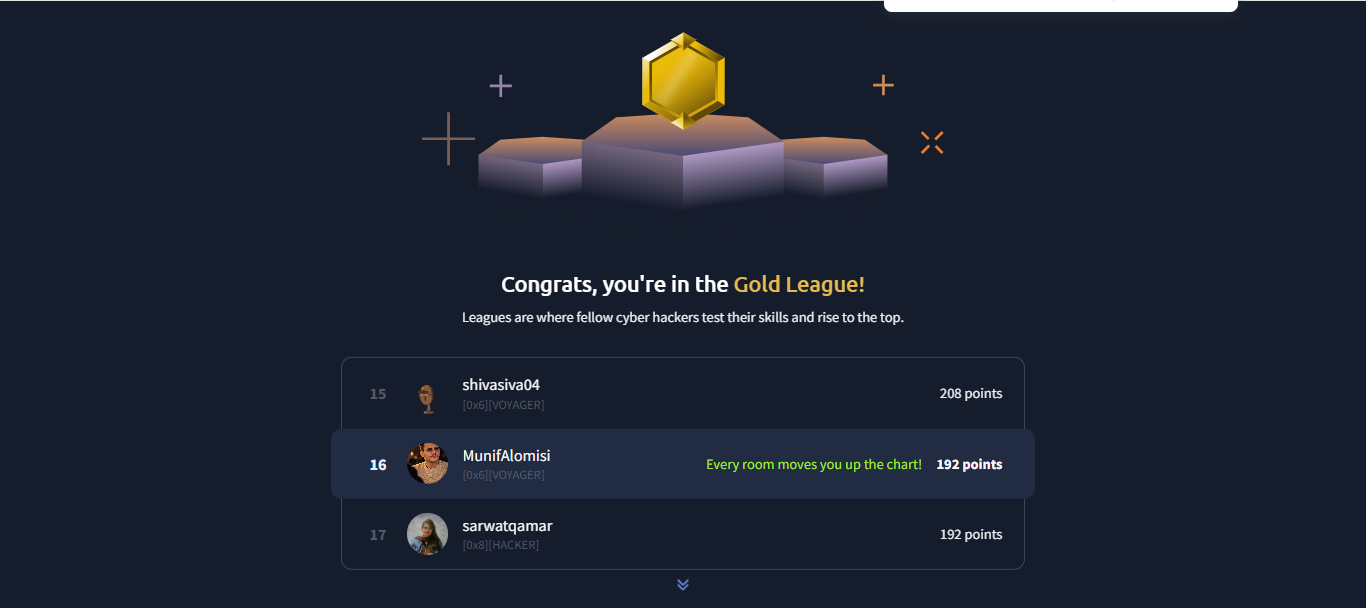 Congrats, you're in the Gold League!
Leagues are where fellow cyber hackers test their skills and rise to the top.
15 shivasiva04 208 points
[0x6][VOYAGER]
16 MunifAlomisi Every room moves you up the chart! 192 points
[0x6][VOYAGER]
17 sarwatqamar 192 points
[0x8][HACKER]